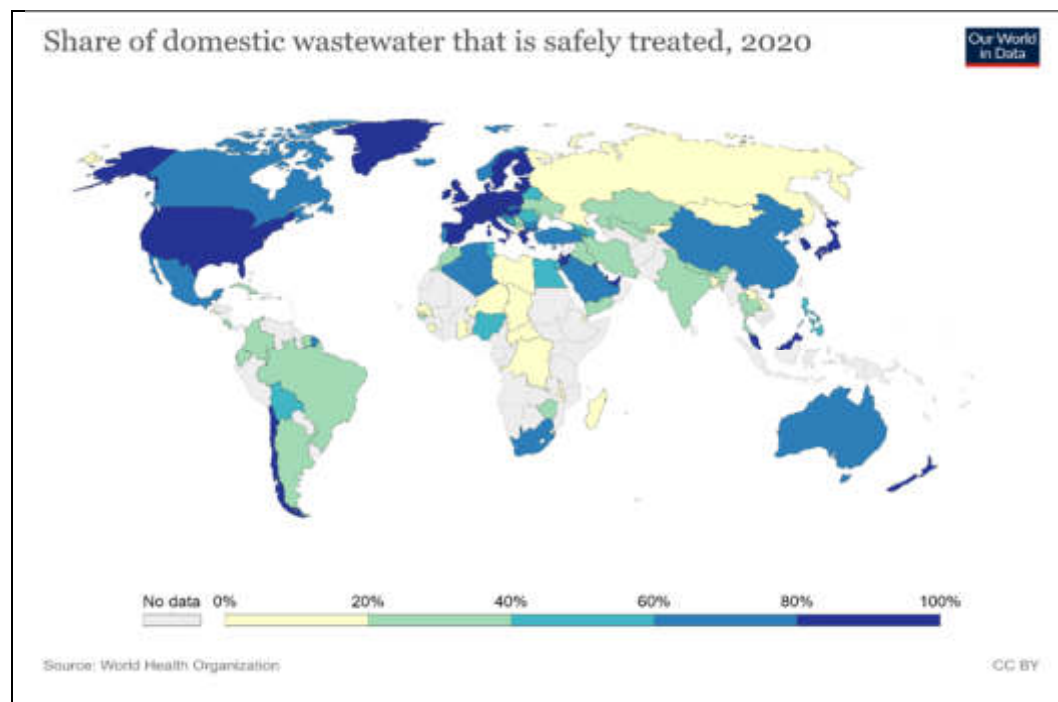 Share of domestic wastewater that is safely treated, 2020
Our World
in Data
No data 0% 20% 40% 60% 80% 100%
Source: World Health Organization CC BY